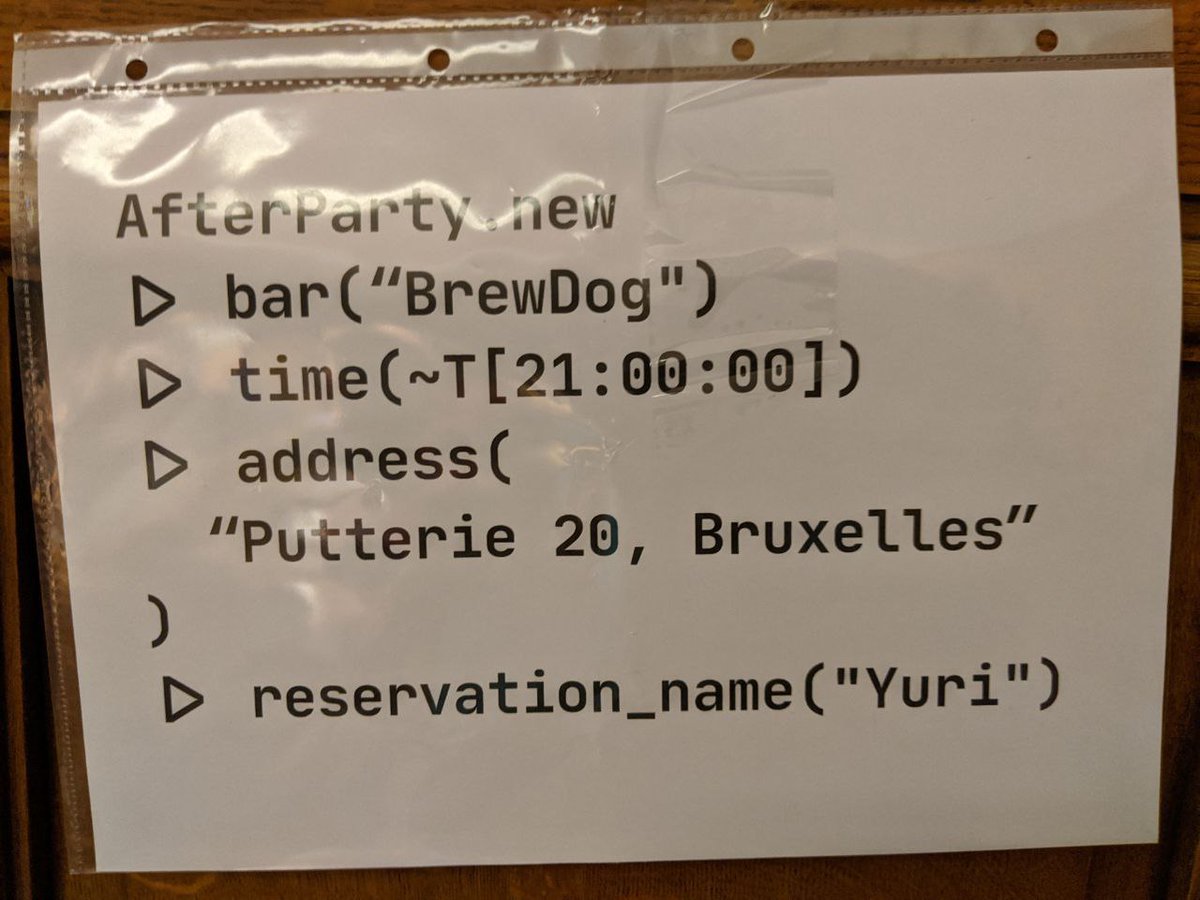 AfterParty.new
▷ bar(“BrewDog")
▷ time(~T[21:00:00])
▷ address(
“Putterie 20, Bruxelles”
)
▷ reservation_name("Yuri")